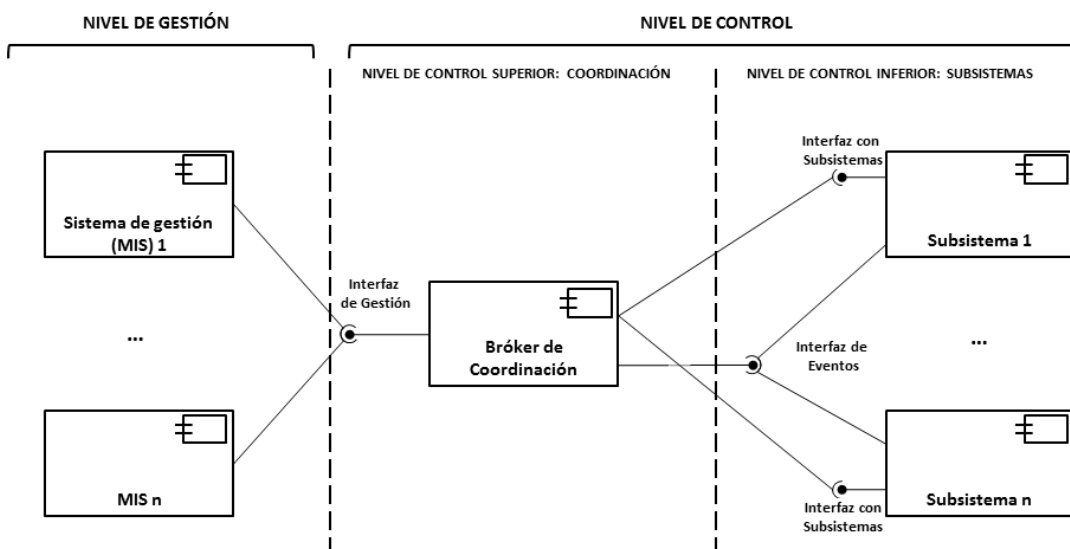 NIVEL DE GESTIÓN
NIVEL DE CONTROL
NIVEL DE CONTROL SUPERIOR: COORDINACIÓN
NIVEL DE CONTROL INFERIOR: SUBSISTEMAS
Sistema de gestión
(MIS) 1
...
MIS n
Interfaz
de Gestión
Bróker de
Coordinación
Interfaz con
Subsistemas
Subsistema 1
Interfaz de
Eventos
...
Interfaz con
Subsistemas
Subsistema n